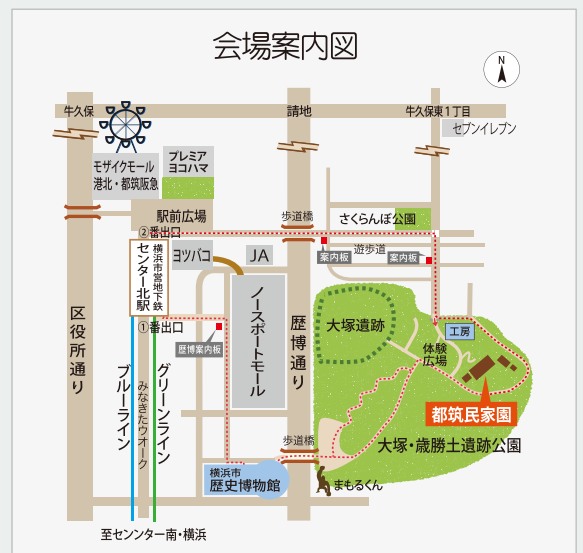 会場案内図
N
牛久保
請地
牛久保東1丁目
セブンイレブン
モザイクモール
港北・都筑阪急
プレミア
ヨコハマ
駅前広場
歩道橋
さくらんぼ公園
②番出口
遊歩道
案内板
案内板
横浜市営地下鉄
センター北駅
ヨツバコ
JA
ノースポートモール
区役所通り
歴博通り
大塚遺跡
工房
体験
広場
①番出口
歴博案内板
都筑民家園
ブルーライン
みなきたウオーク
グリーンライン
大塚・歳勝土遺跡公園
歩道橋
横浜市
歴史博物館
まもるくん
至センンター南・横浜